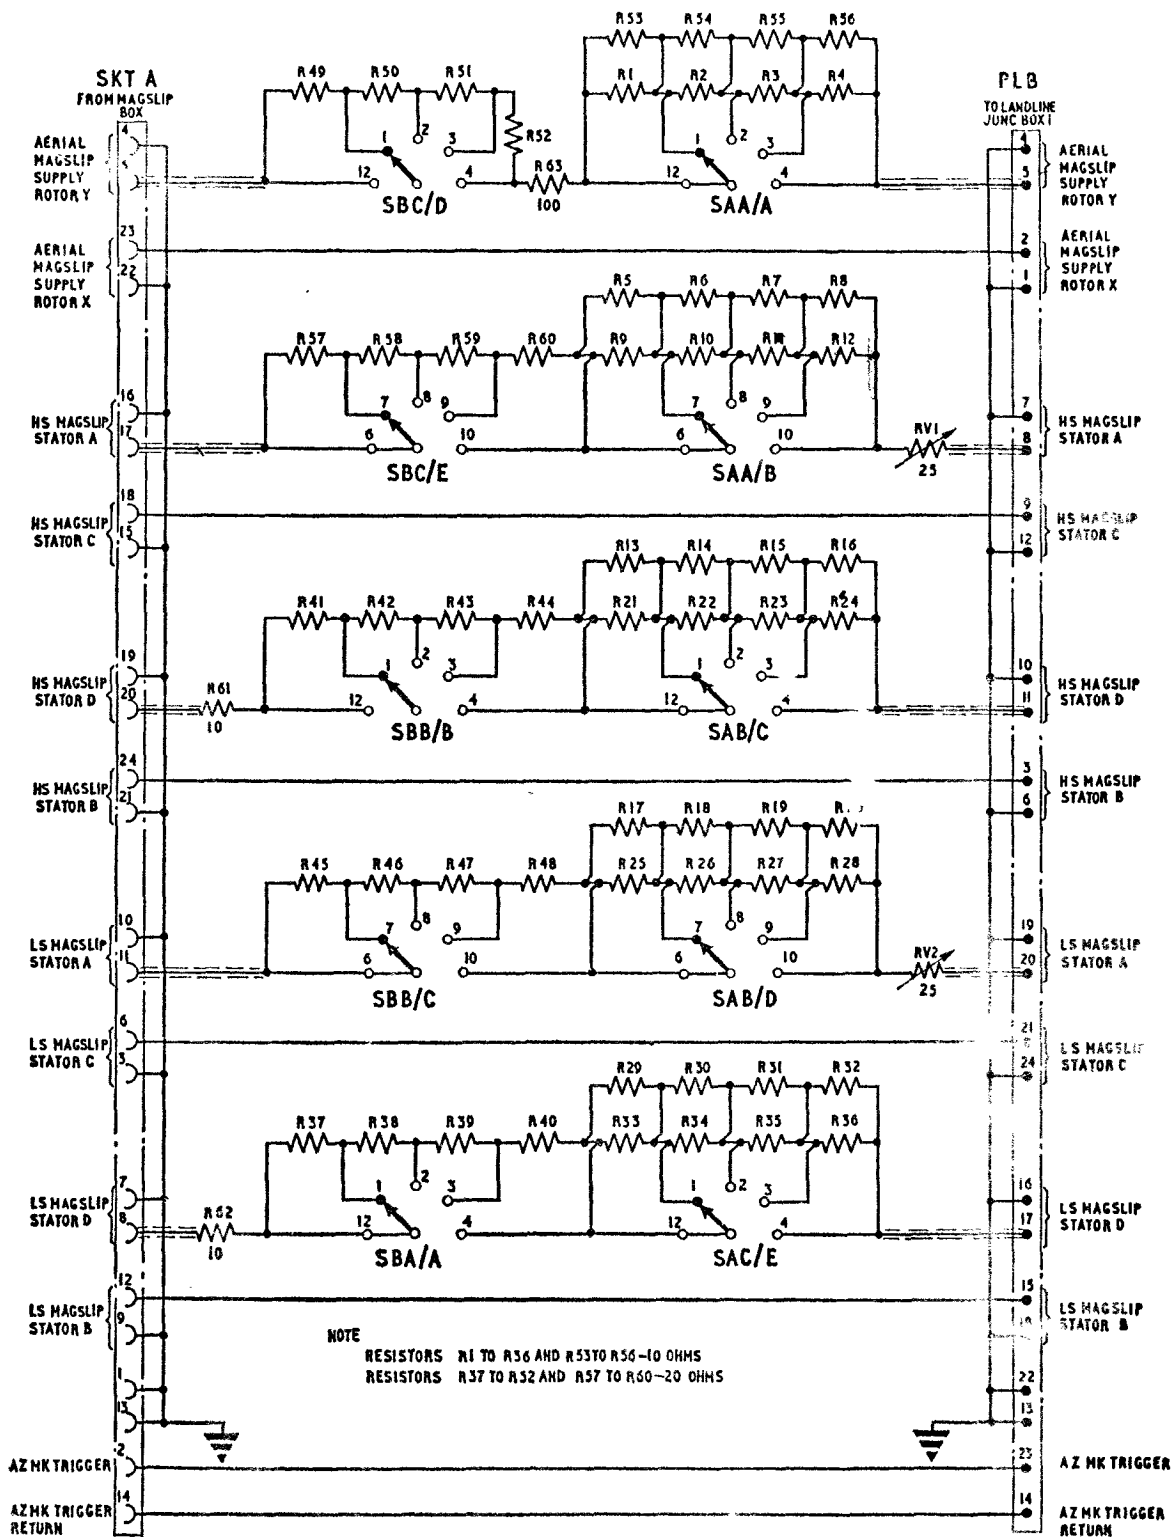 R53 R54 R55 R56
SKT A
FROM MAGSLIP
BOX
R49 R50 R51
R1 R2 R3 R4
PLB
TO LANDLINE
JUNC BOX 1
4
AERIAL
MAGSLIP
SUPPLY
ROTOR Y
1 2 3
R52
R63
100
12 4
SBC/D
1 2 3
12 4
SAA/A
4
5
AERIAL
MAGSLIP
SUPPLY
ROTOR Y
AERIAL
MAGSLIP
SUPPLY
ROTOR X
23
22
2
1
AERIAL
MAGSLIP
SUPPLY
ROTOR X
R5 R6 R7 R8
R57 R58 R59 R60 R9 R10 R11 R12
HS MAGSLIP
STATOR A
16
17
7 8 9
6 10
SBC/E
7 8 9
6 10
SAA/B
RV1
25
7
8
HS MAGSLIP
STATOR A
HS MAGSLIP
STATOR C
18
15
9
12
HS MAGSLIP
STATOR C
R13 R14 R15 R16
R41 R42 R43 R44 R21 R22 R23 R24
HS MAGSLIP
STATOR D
19
20
R61
10
1 2 3
12 4
SBB/B
1 2 3
12 4
SAB/C
10
11
HS MAGSLIP
STATOR D
HS MAGSLIP
STATOR B
24
21
3
6
HS MAGSLIP
STATOR B
R17 R18 R19
R45 R46 R47 R48 R25 R26 R27 R28
LS MAGSLIP
STATOR A
10
11
7 8 9
6 10
SBB/C
7 8 9
6 10
SAB/D
RV2
25
19
20
LS MAGSLIP
STATOR A
LS MAGSLIP
STATOR C
6
3
21
24
LS MAGSLIP
STATOR C
R29 R30 R31 R32
R37 R38 R39 R40 R33 R34 R35 R36
LS MAGSLIP
STATOR D
7
8
R62
10
1 2 3
12 4
SBA/A
1 2 3
12 4
SAC/E
16
17
LS MAGSLIP
STATOR D
LS MAGSLIP
STATOR B
12
9
15
18
LS MAGSLIP
STATOR B
NOTE
RESISTORS R1 TO R36 AND R53 TO R56-10 OHMS
RESISTORS R37 TO R52 AND R57 TO R60-20 OHMS
1
13
22
13
AZ MK TRIGGER
2
23
AZ MK TRIGGER
AZ MK TRIGGER
RETURN
14
14
AZ MK TRIGGER
RETURN